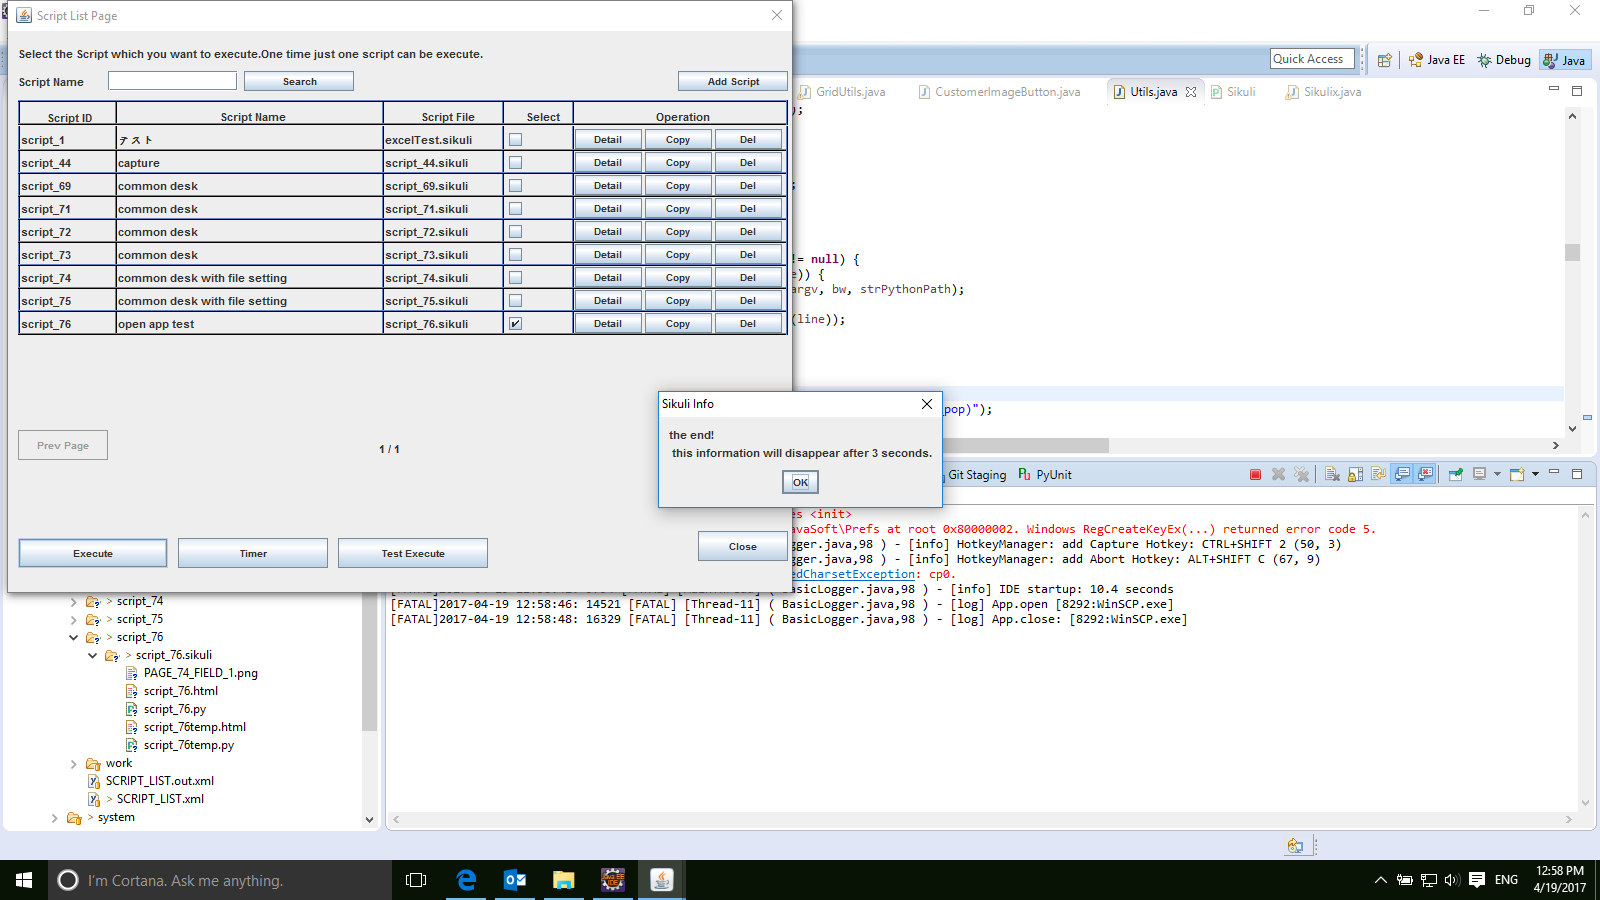 Script List Page
Select the Script which you want to execute.One time just one script can be execute.
Script Name
Search
Add Script
Script ID Script Name Script File Select Operation
script_1 テスト excelTest.sikuli Detail Copy Del
script_44 capture script_44.sikuli Detail Copy Del
script_69 common desk script_69.sikuli Detail Copy Del
script_71 common desk script_71.sikuli Detail Copy Del
script_72 common desk script_72.sikuli Detail Copy Del
script_73 common desk script_73.sikuli Detail Copy Del
script_74 common desk with file setting script_74.sikuli Detail Copy Del
script_75 common desk with file setting script_75.sikuli Detail Copy Del
script_76 open app test script_76.sikuli Detail Copy Del
Prev Page
1 / 1
Execute
Timer
Test Execute
Close
Sikuli Info
the end!
this information will disappear after 3 seconds.
OK
Quick Access
Java EE
Debug
Java
GridUtils.java
CustomerImageButton.java
Utils.java
Sikuli
Sikulix.java
);
;
!= null) {
e)) {
argv, bw, strPythonPath);
(line));
pop)");
Git Staging
PyUnit
es <init>
avaSoft\Prefs at root 0x80000002. Windows RegCreateKeyEx(...) returned error code 5.
gger.java,98 ) - [info] HotkeyManager: add Capture Hotkey: CTRL+SHIFT 2 (50, 3)
gger.java,98 ) - [info] HotkeyManager: add Abort Hotkey: ALT+SHIFT C (67, 9)
edCharsetException: cp0.
BasicLogger.java,98 ) - [info] IDE startup: 10.4 seconds
[FATAL]2017-04-19 12:58:46: 14521 [FATAL] [Thread-11] ( BasicLogger.java,98 ) - [log] App.open [8292:WinSCP.exe]
[FATAL]2017-04-19 12:58:48: 16329 [FATAL] [Thread-11] ( BasicLogger.java,98 ) - [log] App.close: [8292:WinSCP.exe]
> script_74
> script_75
> script_76
> script_76.sikuli
PAGE_74_FIELD_1.png
script_76.html
script_76.py
script_76temp.html
script_76temp.py
work
SCRIPT_LIST.out.xml
> SCRIPT_LIST.xml
> system
I'm Cortana. Ask me anything.
ENG
12:58 PM
4/19/2017